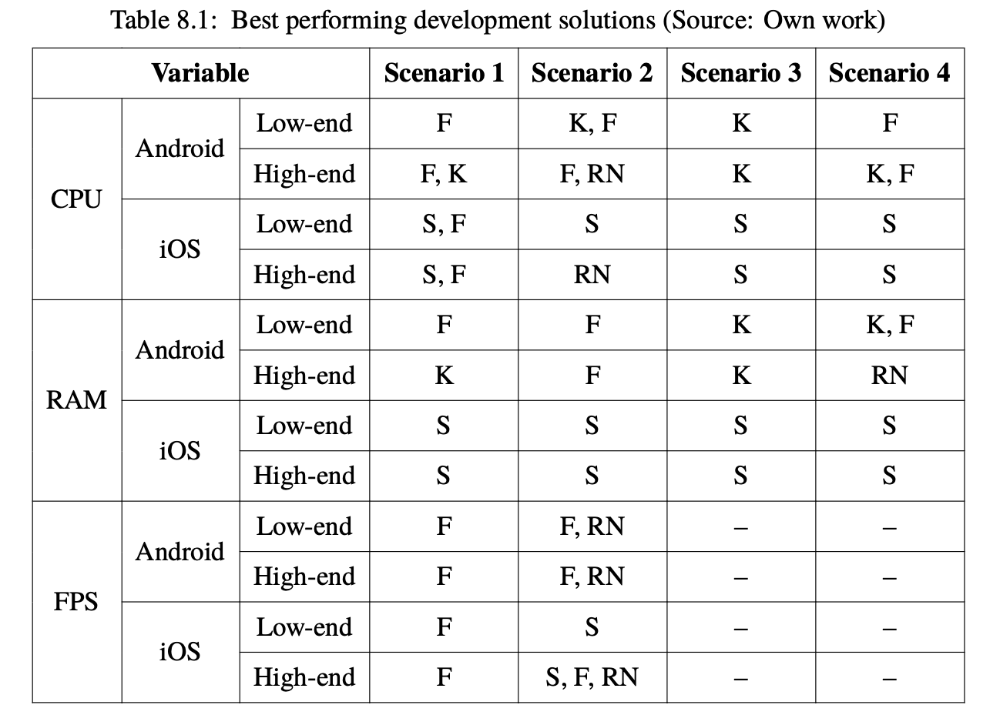 Table 8.1: Best performing development solutions (Source: Own work)
Variable Scenario 1 Scenario 2 Scenario 3 Scenario 4
CPU Android Low-end F K, F K F
High-end F, K F, RN K K, F
iOS Low-end S, F S S S
High-end S, F RN S S
RAM Android Low-end F F K K, F
High-end K F K RN
iOS Low-end S S S S
High-end S S S S
FPS Android Low-end F F, RN – –
High-end F F, RN – –
iOS Low-end F S – –
High-end F S, F, RN – –